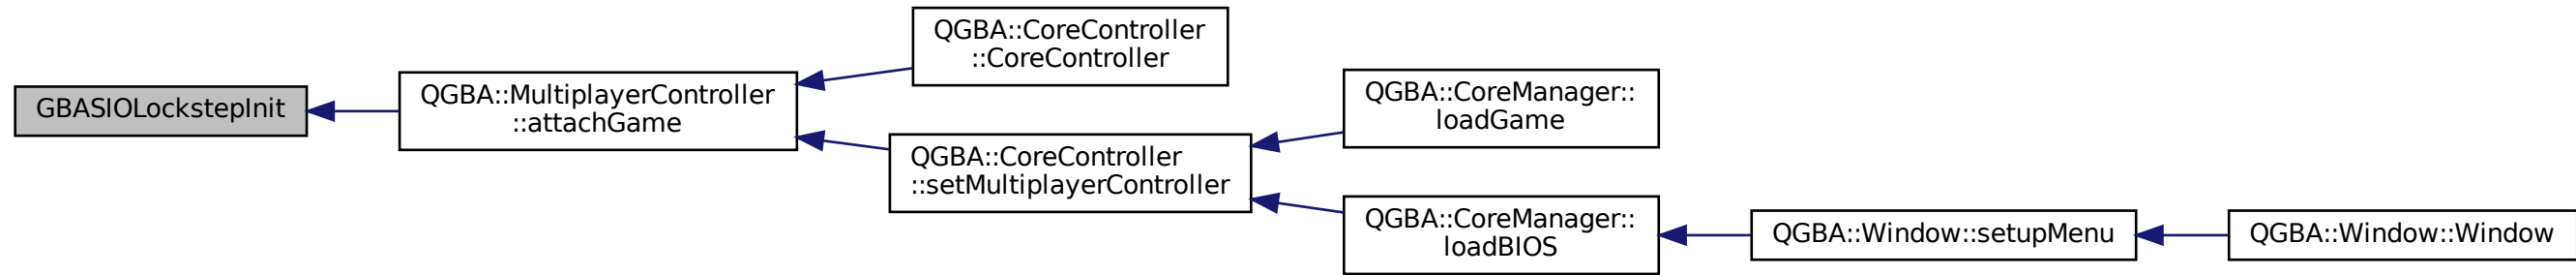 GBASIOLockstepInit
QGBA::MultiplayerController
::attachGame
QGBA::CoreController
::CoreController
QGBA::CoreController
::setMultiplayerController
QGBA::CoreManager::
loadGame
QGBA::CoreManager::
loadBIOS
QGBA::Window::setupMenu
QGBA::Window::Window